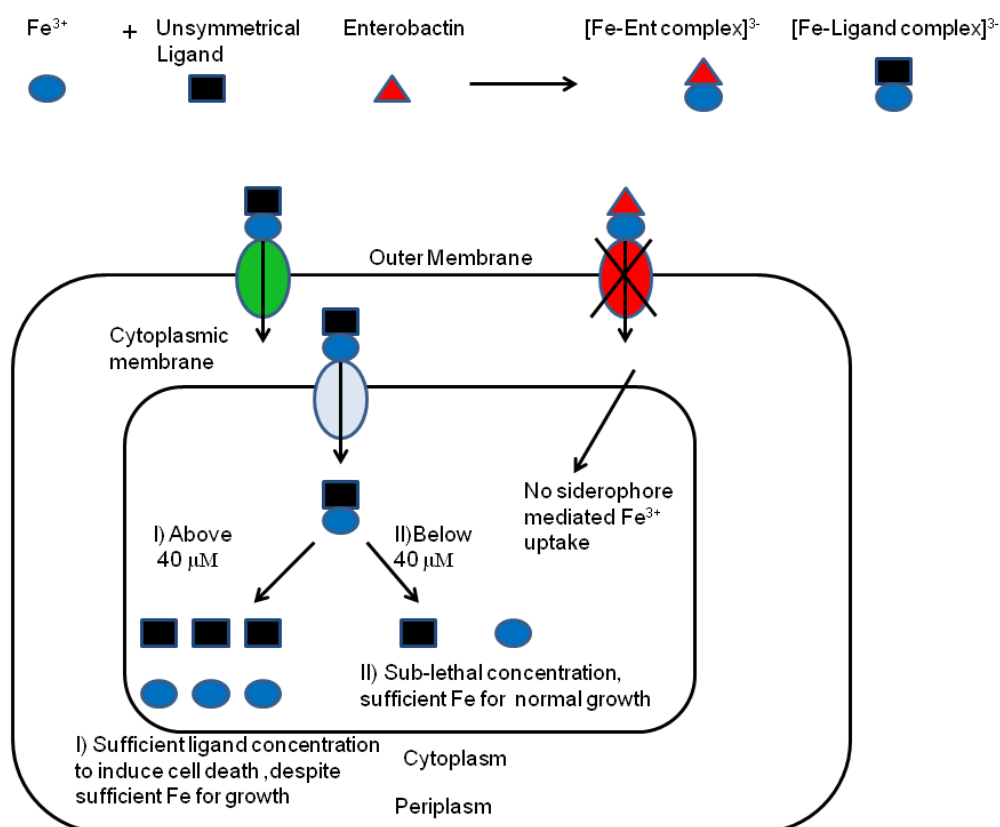 Fe³⁺ + Unsymmetrical Enterobactin [Fe-Ent complex]³⁻ [Fe-Ligand complex]³⁻
Ligand
Outer Membrane
Cytoplasmic
membrane
No siderophore
mediated Fe³⁺
uptake
I) Above
40 µM
II)Below
40 µM
II) Sub-lethal concentration,
sufficient Fe for normal growth
I) Sufficient ligand concentration
to induce cell death ,despite
sufficient Fe for growth
Cytoplasm
Periplasm